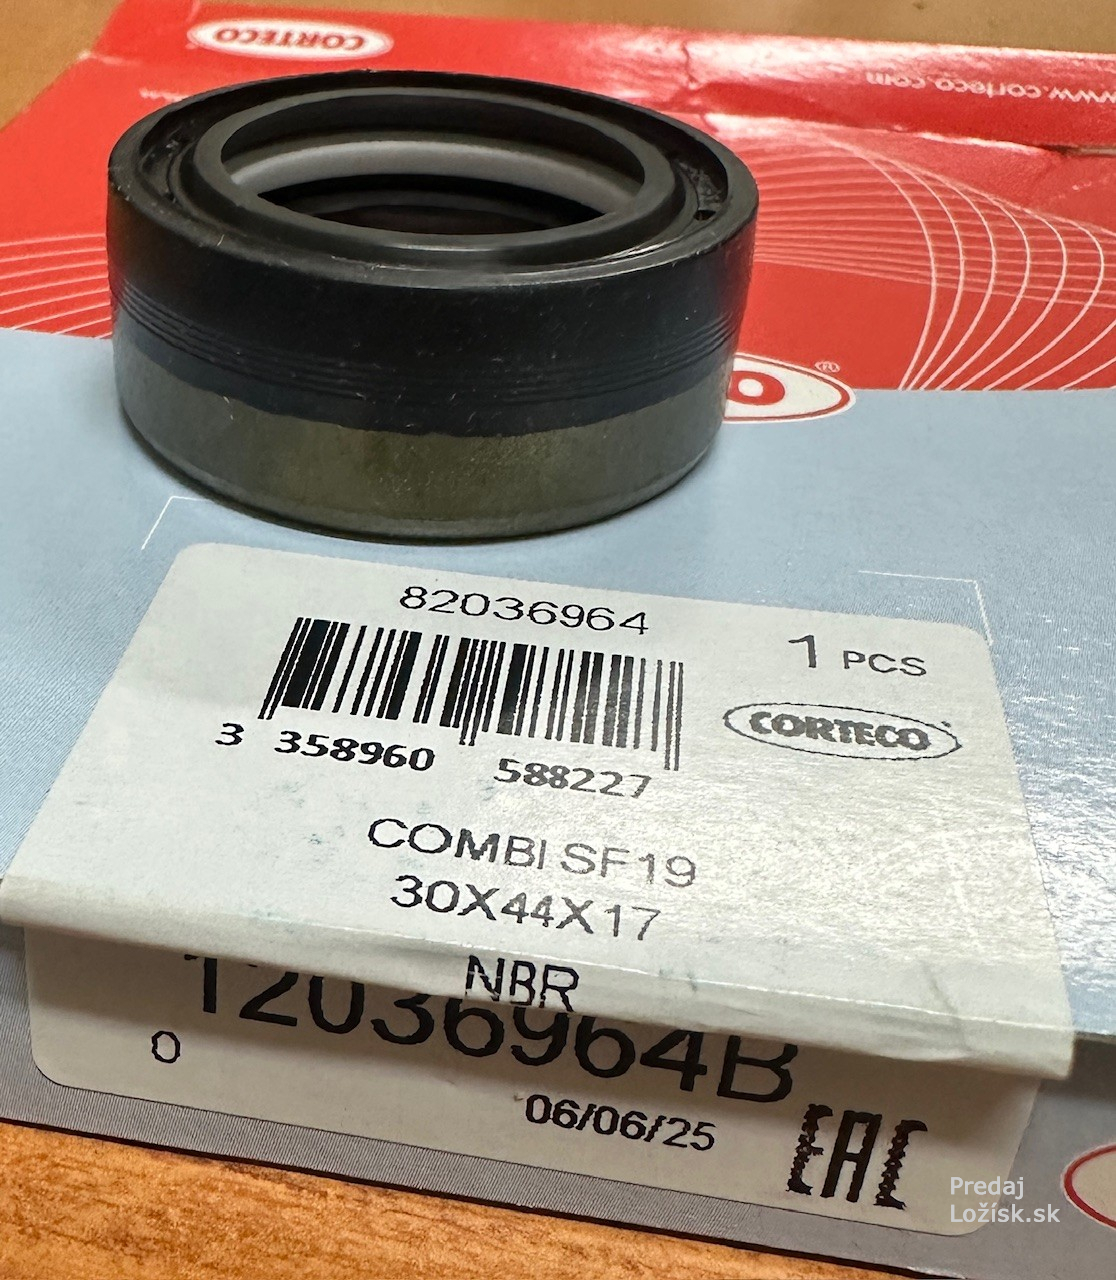 CORTECO
www.corteco.com
®
82036964
1 PCS
3 358960 588227
CORTECO
COMBI SF19
30X44X17
NBR
12036964B
0
06/06/25
EAC
Predaj
Ložísk.sk